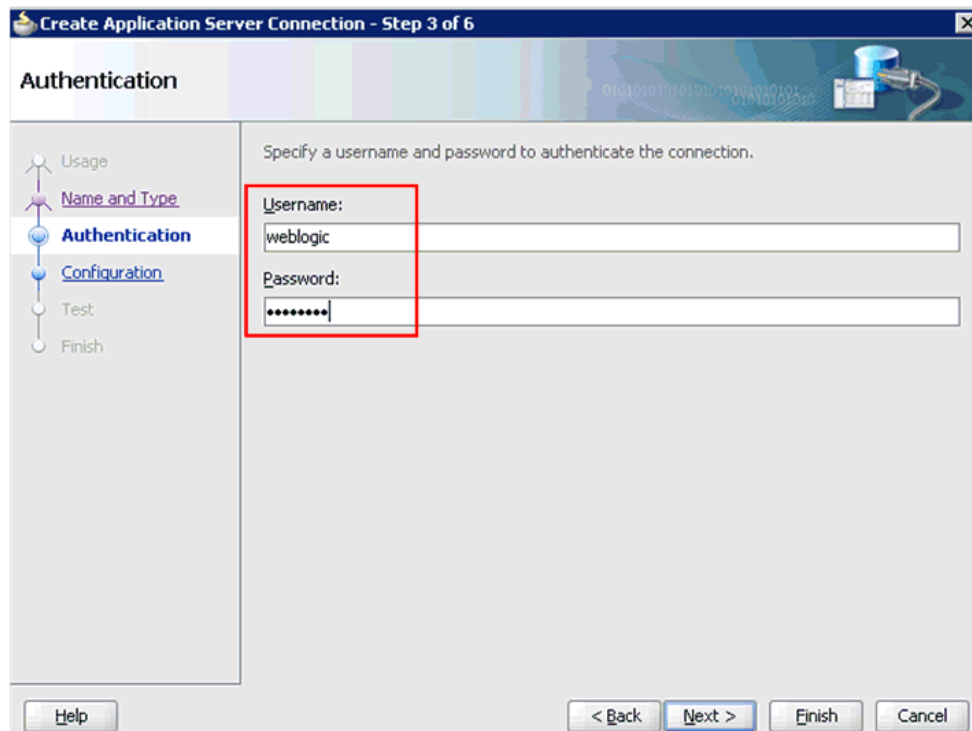 Create Application Server Connection - Step 3 of 6
Authentication
Usage
Name and Type
Authentication
Configuration
Test
Finish
Specify a username and password to authenticate the connection.
Username:
weblogic
Password:
••••••••
Help
< Back
Next >
Finish
Cancel